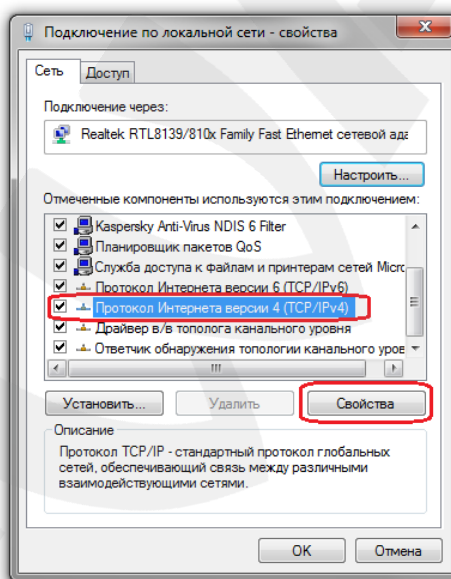 Подключение по локальной сети - свойства
Сеть
Доступ
Подключение через:
Realtek RTL8139/810x Family Fast Ethernet сетевой ада
Настроить...
Отмеченные компоненты используются этим подключением:
Kaspersky Anti-Virus NDIS 6 Filter
Планировщик пакетов QoS
Служба доступа к файлам и принтерам сетей Micrc
Протокол Интернета версии 6 (TCP/IPv6)
Протокол Интернета версии 4 (TCP/IPv4)
Драйвер в/в тополога канального уровня
Ответчик обнаружения топологии канального уров
Установить...
Удалить
Свойства
Описание
Протокол TCP/IP - стандартный протокол глобальных
сетей, обеспечивающий связь между различными
взаимодействующими сетями.
OK
Отмена